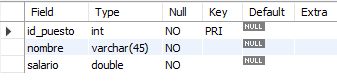 Field Type Null Key Default Extra
id_puesto int NO PRI NULL
nombre varchar(45) NO NULL
salario double NO NULL